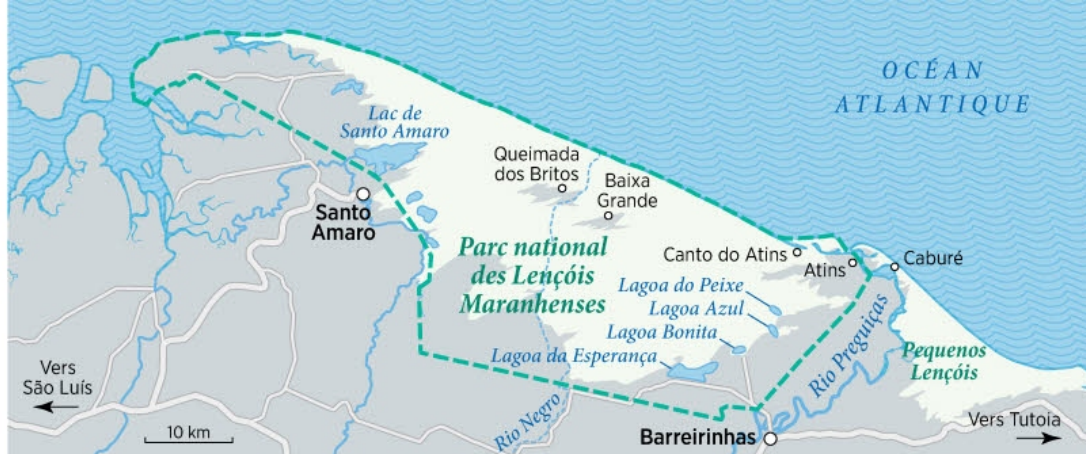 OCÉAN
ATLANTIQUE
Lac de
Santo Amaro
Queimada
dos Britos
Baixa
Grande
Santo
Amaro
Parc national
des Lençóis
Maranhenses
Canto do Atins
Atins
Caburé
Lagoa do Peixe
Lagoa Azul
Lagoa Bonita
Lagoa da Esperança
Rio Preguiças
Pequenos
Lençóis
Vers
São Luís
10 km
Rio Negro
Barreirinhas
Vers Tutoia